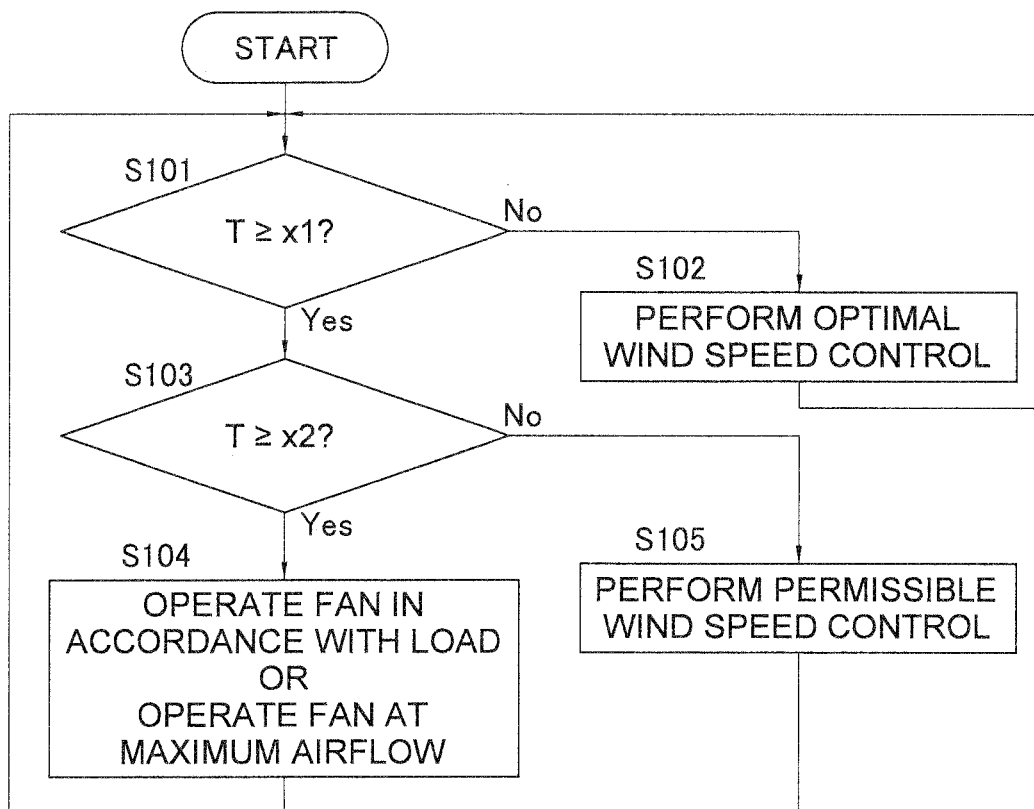 START
S101
T ≥ x1?
No
Yes
S102
PERFORM OPTIMAL
WIND SPEED CONTROL
S103
T ≥ x2?
No
Yes
S104
OPERATE FAN IN
ACCORDANCE WITH LOAD
OR
OPERATE FAN AT
MAXIMUM AIRFLOW
S105
PERFORM PERMISSIBLE
WIND SPEED CONTROL